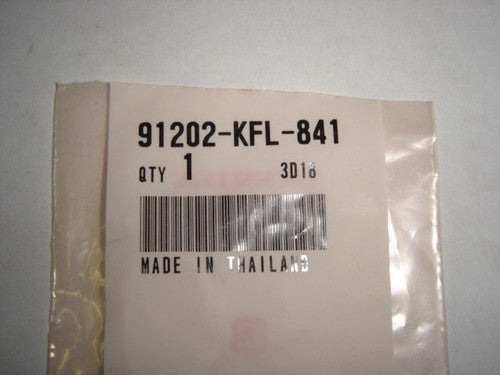 91202-KFL-841
QTY 1 3D18
MADE IN THAILAND